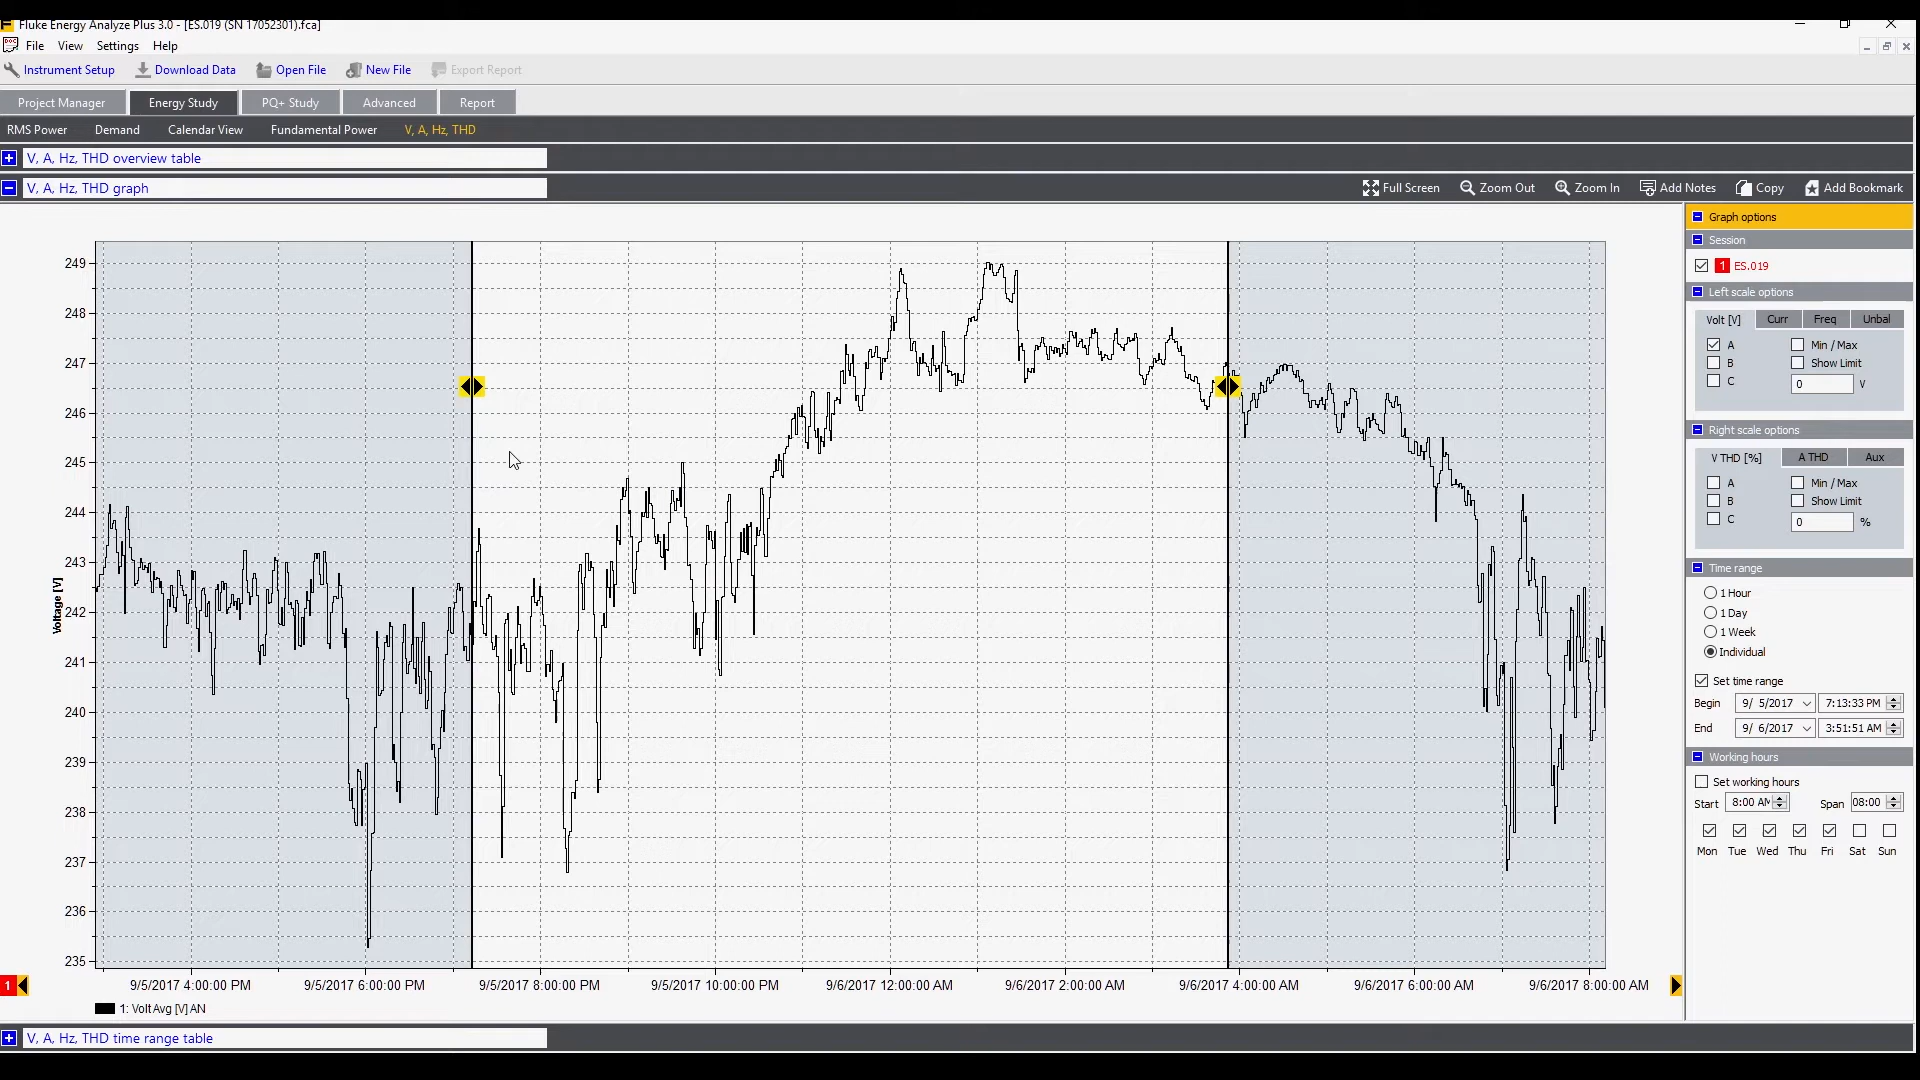 Fluke Energy Analyze Plus 3.0 - [ES.019 (SN 17052301).fca]
File View Settings Help
Instrument Setup Download Data Open File New File Export Report
Project Manager Energy Study PQ+ Study Advanced Report
RMS Power Demand Calendar View Fundamental Power V, A, Hz, THD
V, A, Hz, THD overview table
V, A, Hz, THD graph Full Screen Zoom Out Zoom In Add Notes Copy Add Bookmark
Graph options
Session
1 ES.019
Left scale options
Volt [V] Curr Freq Unbal
A Min / Max
B Show Limit
C 0 V
Right scale options
V THD [%] A THD Aux
A Min / Max
B Show Limit
C 0 %
Time range
1 Hour
1 Day
1 Week
Individual
Set time range
Begin 9/ 5/2017 7:13:33 PM
End 9/ 6/2017 3:51:51 AM
Working hours
Set working hours
Start 8:00 AM Span 08:00
Mon Tue Wed Thu Fri Sat Sun
249
248
247
246
245
244
243
242
241
240
239
238
237
236
235
Voltage [V]
1 9/5/2017 4:00:00 PM 9/5/2017 6:00:00 PM 9/5/2017 8:00:00 PM 9/5/2017 10:00:00 PM 9/6/2017 12:00:00 AM 9/6/2017 2:00:00 AM 9/6/2017 4:00:00 AM 9/6/2017 6:00:00 AM 9/6/2017 8:00:00 AM
1: Volt Avg [V] AN
V, A, Hz, THD time range table